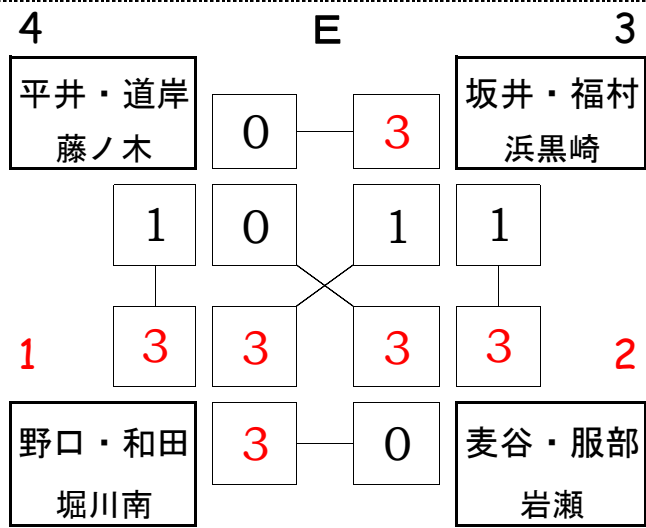 4 E 3
平井・道岸 坂井・福村
藤ノ木 浜黒崎
0 3
1 0 1 1
3 3 3 3
1 2
3 0
野口・和田 麦谷・服部
堀川南 岩瀬